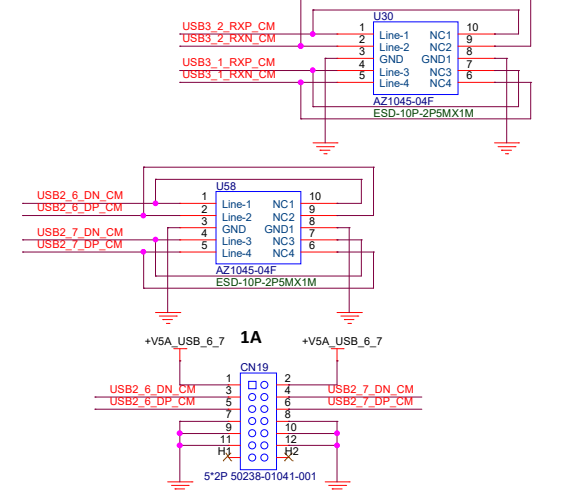 U30
USB3_2_RXP_CM 1 Line-1 NC1 10
USB3_2_RXN_CM 2 Line-2 NC2 9
3 GND GND1 8
USB3_1_RXP_CM 4 Line-3 NC3 7
USB3_1_RXN_CM 5 Line-4 NC4 6
AZ1045-04F
ESD-10P-2P5MX1M
U58
USB2_6_DN_CM 1 Line-1 NC1 10
USB2_6_DP_CM 2 Line-2 NC2 9
3 GND GND1 8
USB2_7_DN_CM 4 Line-3 NC3 7
USB2_7_DP_CM 5 Line-4 NC4 6
AZ1045-04F
ESD-10P-2P5MX1M
+V5A_USB_6_7 1A +V5A_USB_6_7
CN19
1 2
USB2_6_DN_CM 3 4 USB2_7_DN_CM
USB2_6_DP_CM 5 6 USB2_7_DP_CM
7 8
9 10
11 12
H1 H2
5*2P 50238-01041-001